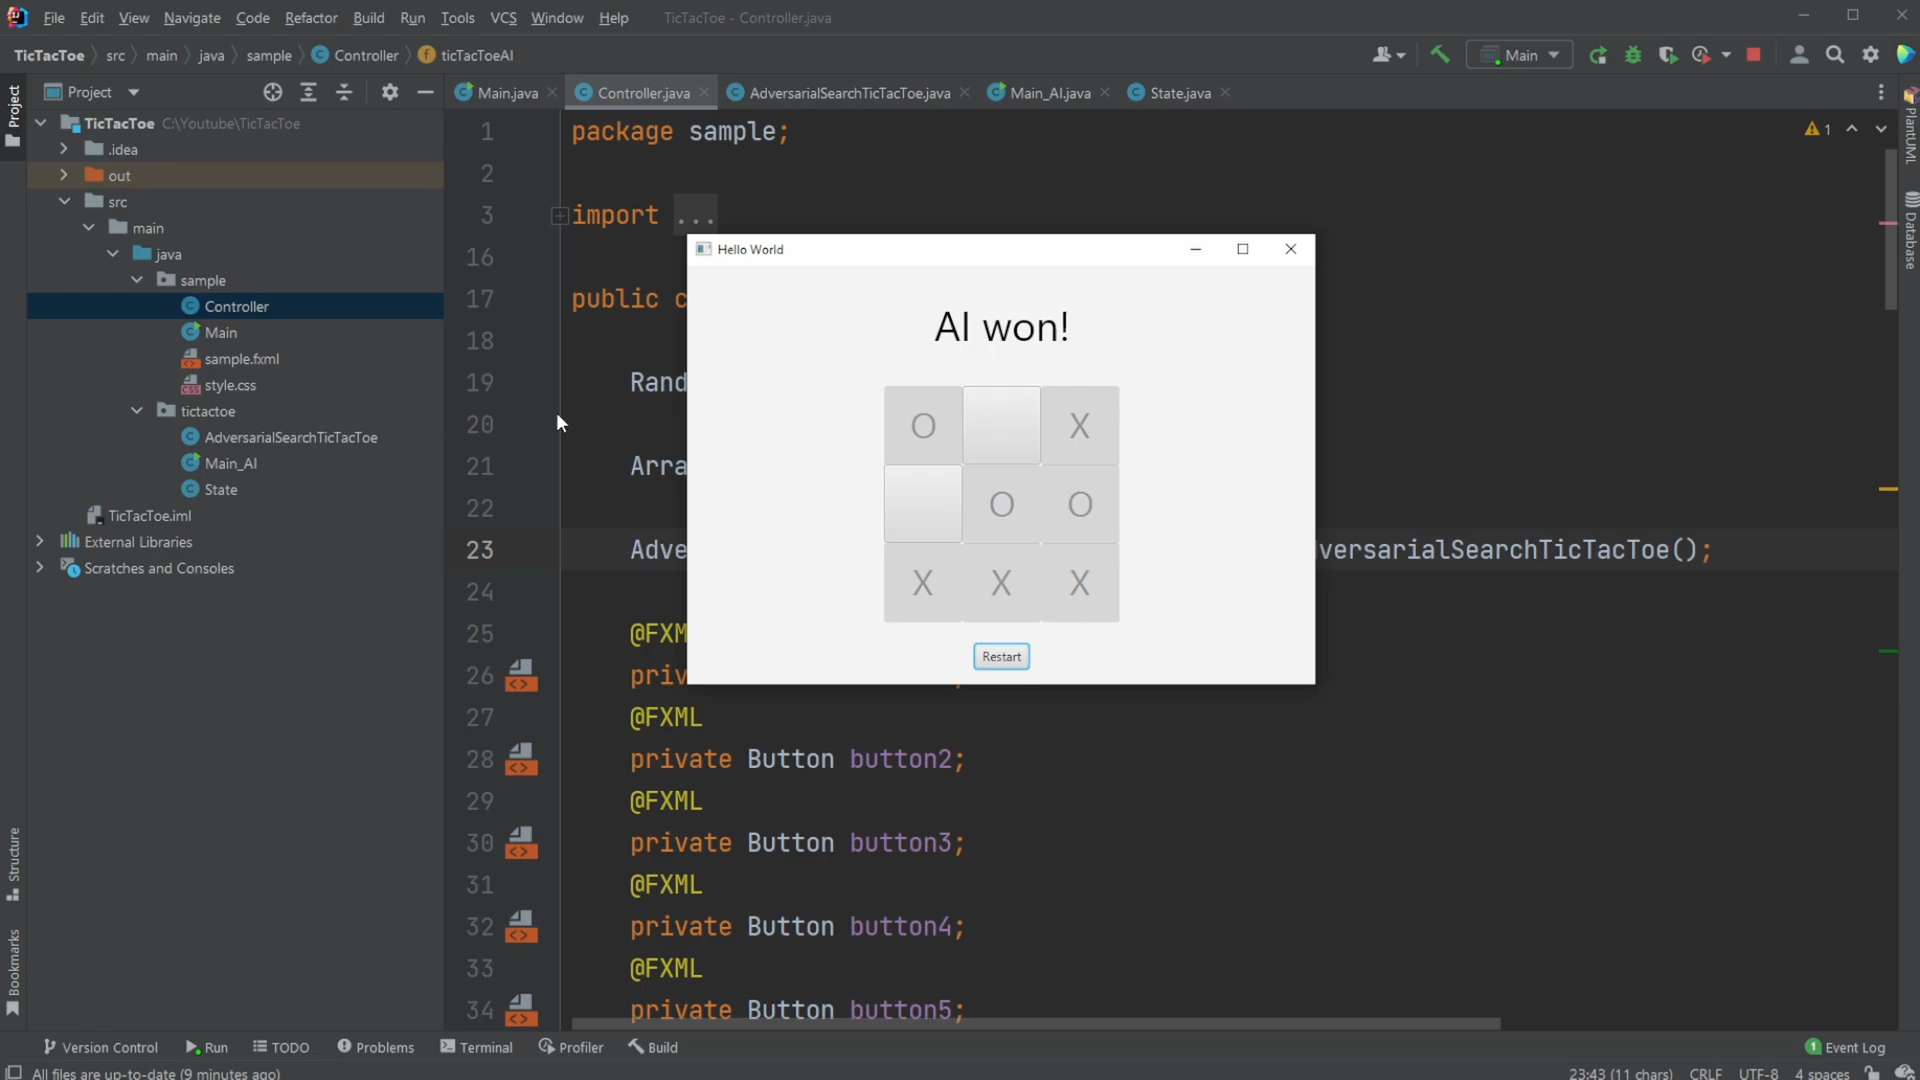 File Edit View Navigate Code Refactor Build Run Tools VCS Window Help TicTacToe - Controller.java
TicTacToe src main java sample Controller ticTacToeAI Main
Project Main.java Controller.java AdversarialSearchTicTacToe.java Main_AI.java State.java
Project
Structure
Bookmarks
TicTacToe C:\Youtube\TicTacToe
.idea
out
src
main
java
sample
Controller
Main
sample.fxml
style.css
tictactoe
AdversarialSearchTicTacToe
Main_AI
State
TicTacToe.iml
External Libraries
Scratches and Consoles
1 package sample;
2
3 import ...
16
17 public c
18
19 Rand
20
21 Arra
22
23 Adve versarialSearchTicTacToe();
24
25 @FXM
26 priv
27 @FXML
28 private Button button2;
29 @FXML
30 private Button button3;
31 @FXML
32 private Button button4;
33 @FXML
34 private Button button5;
1
PlantUML
Database
Hello World
AI won!
O X
O O
X X X
Restart
Version Control Run TODO Problems Terminal Profiler Build 1 Event Log
All files are up-to-date (9 minutes ago) 23:43 (11 chars) CRLF UTF-8 4 spaces